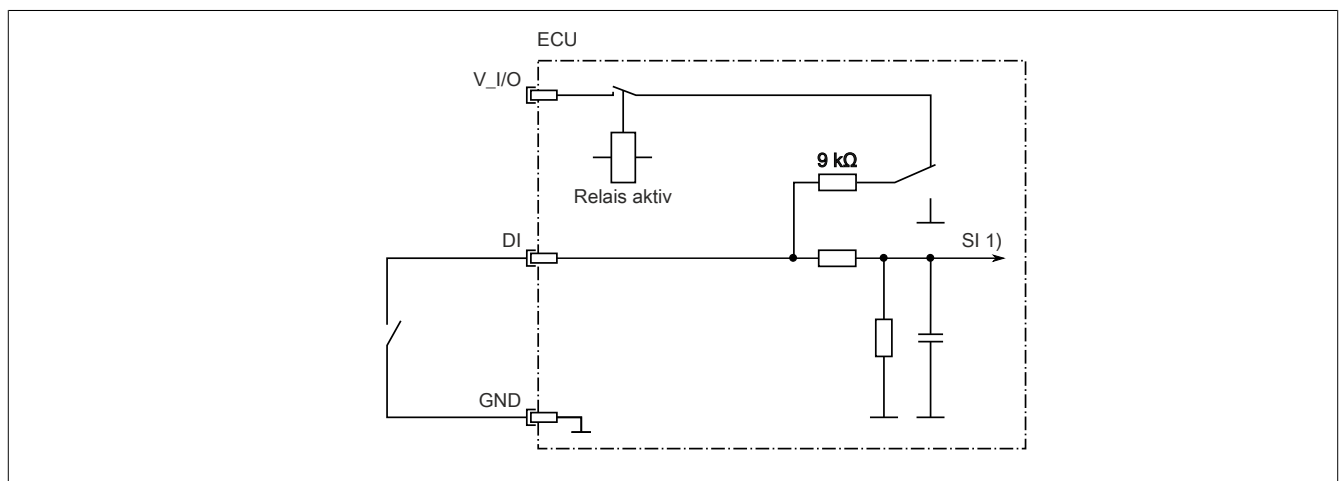 ECU
V_I/O
9 kΩ
Relais aktiv
DI
SI 1)
GND